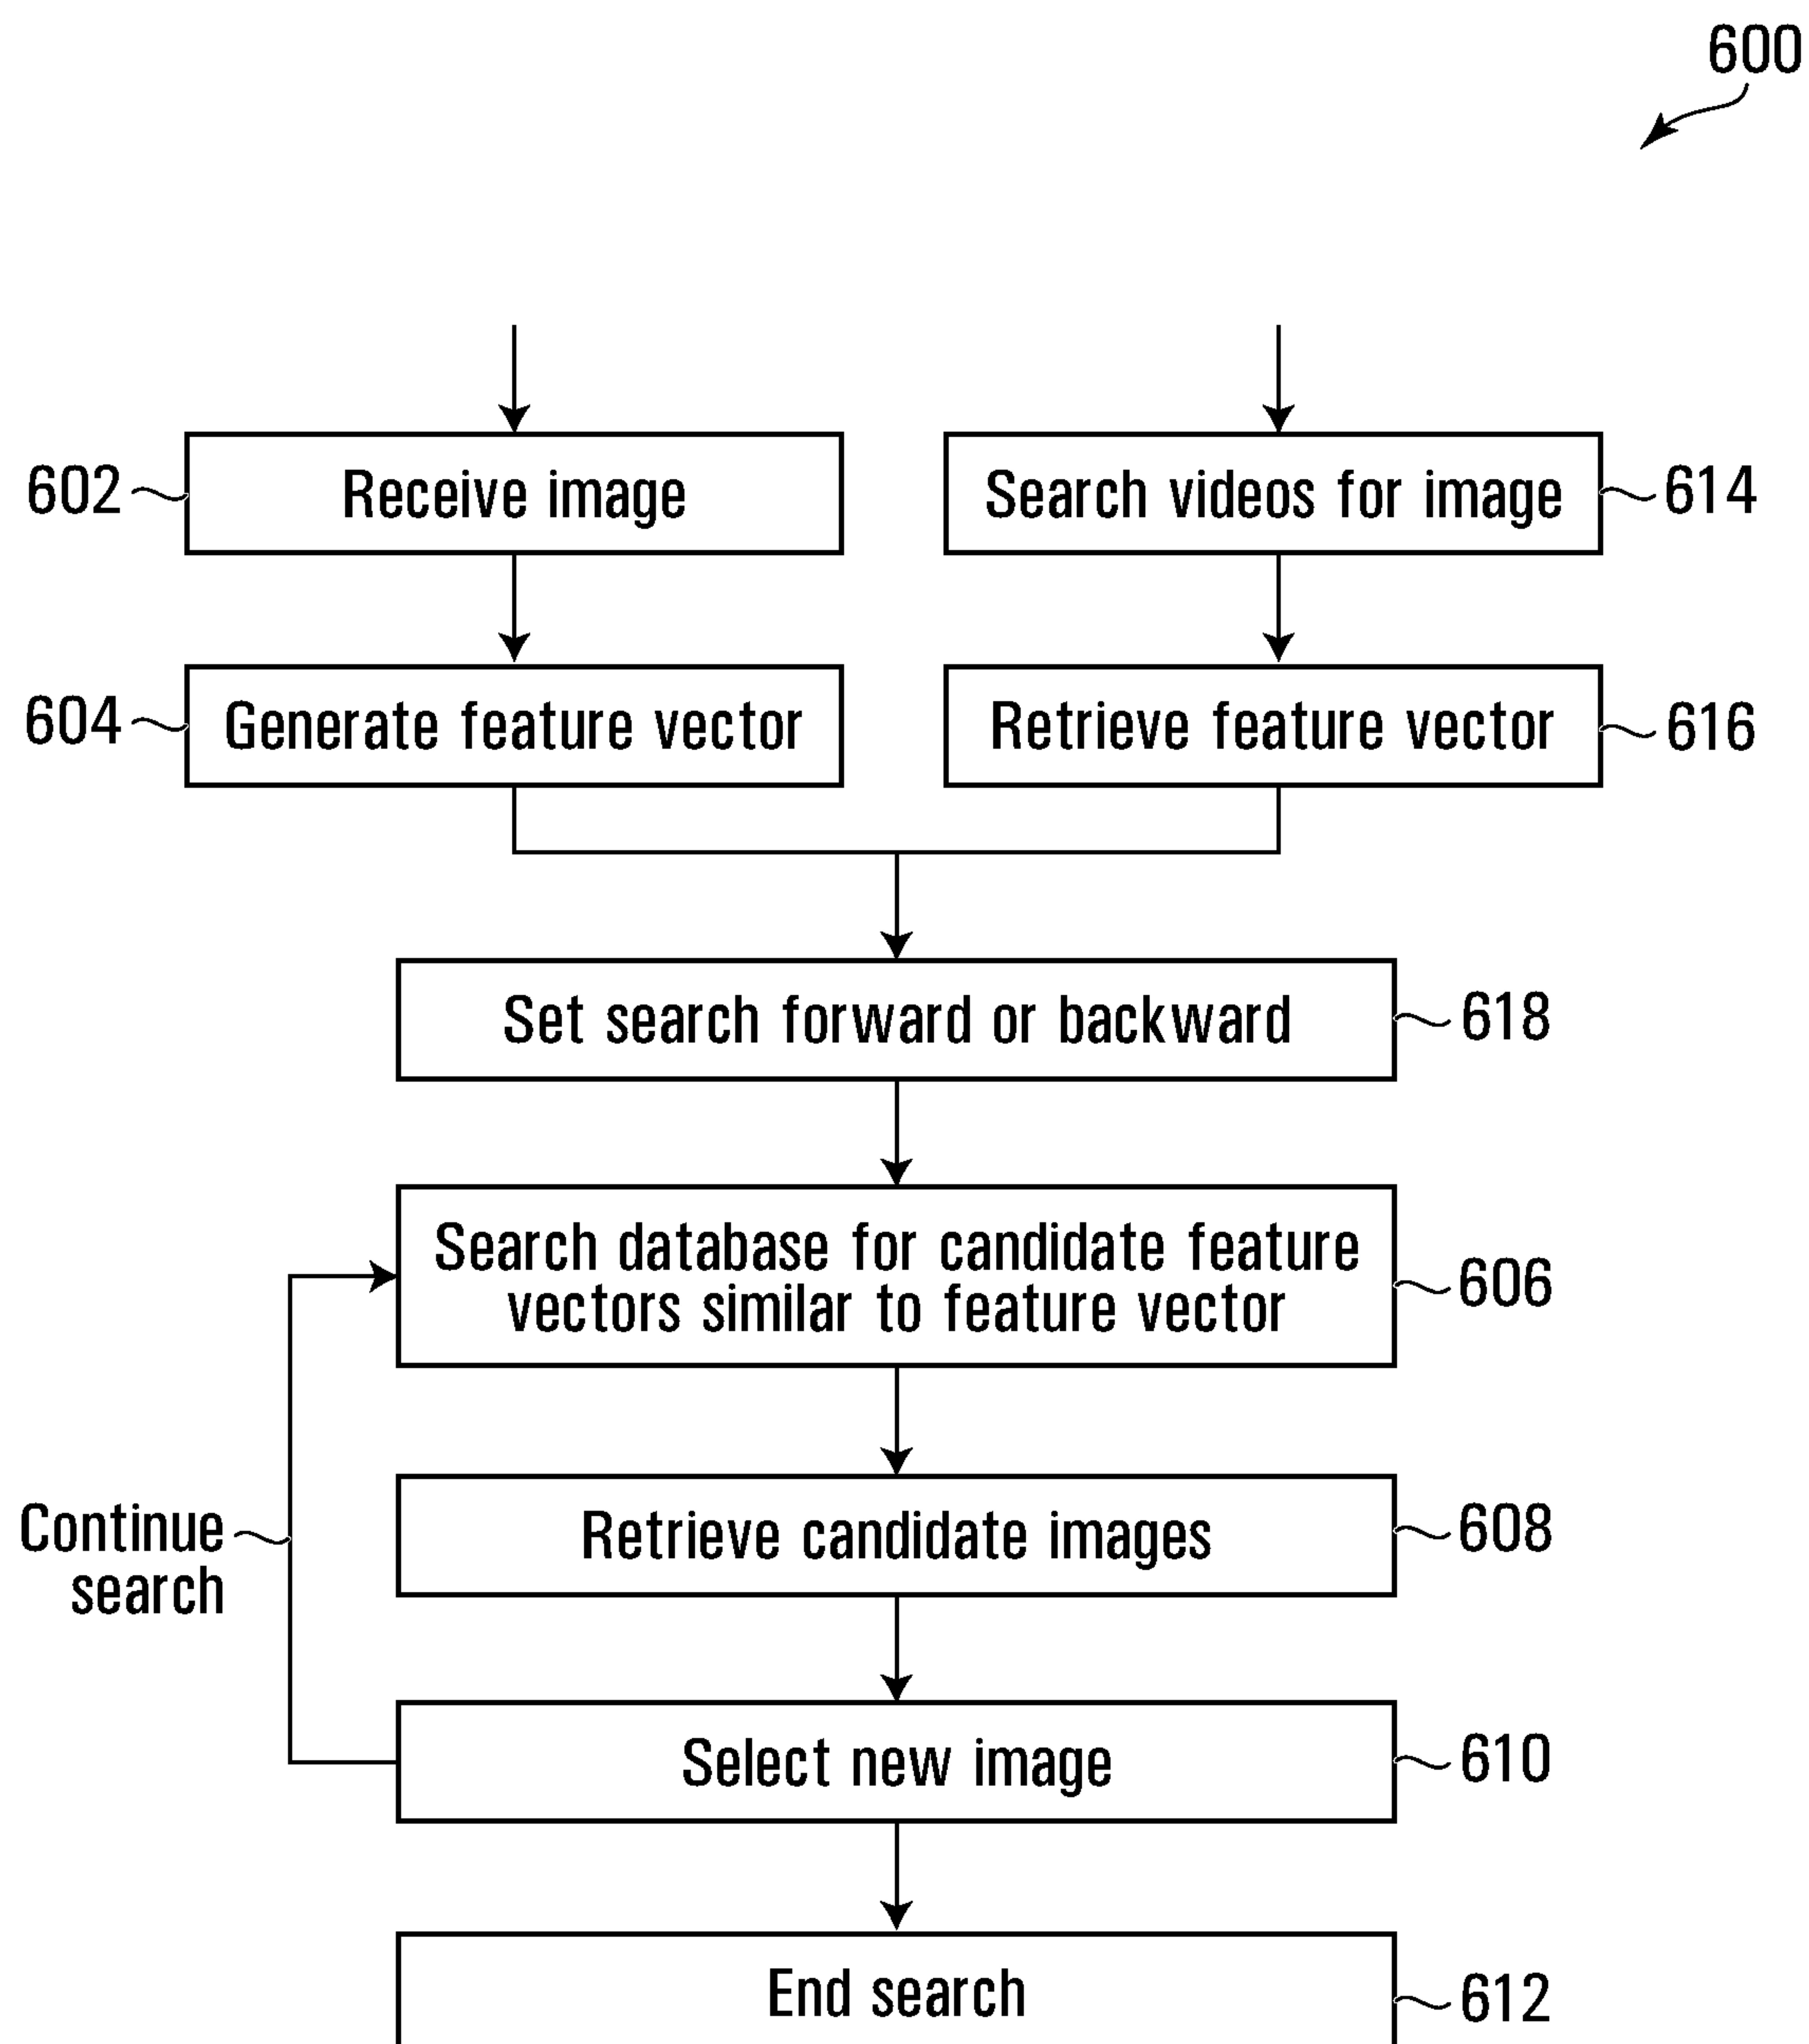 600
602
Receive image
Search videos for image
614
604
Generate feature vector
Retrieve feature vector
616
Set search forward or backward
618
Search database for candidate feature
vectors similar to feature vector
606
Continue
search
Retrieve candidate images
608
Select new image
610
End search
612